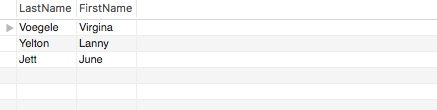 LastName FirstName
Voegele Virgina
Yelton Lanny
Jett June